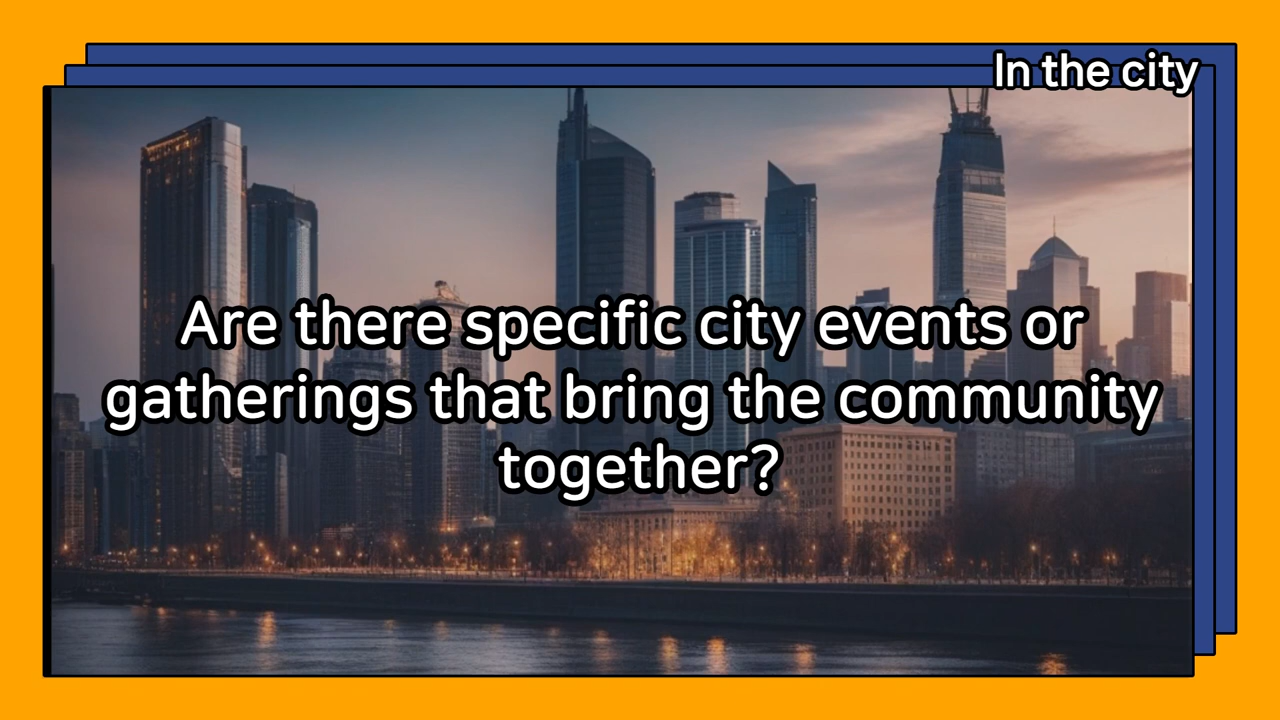 In the city
Are there specific city events or
gatherings that bring the community
together?